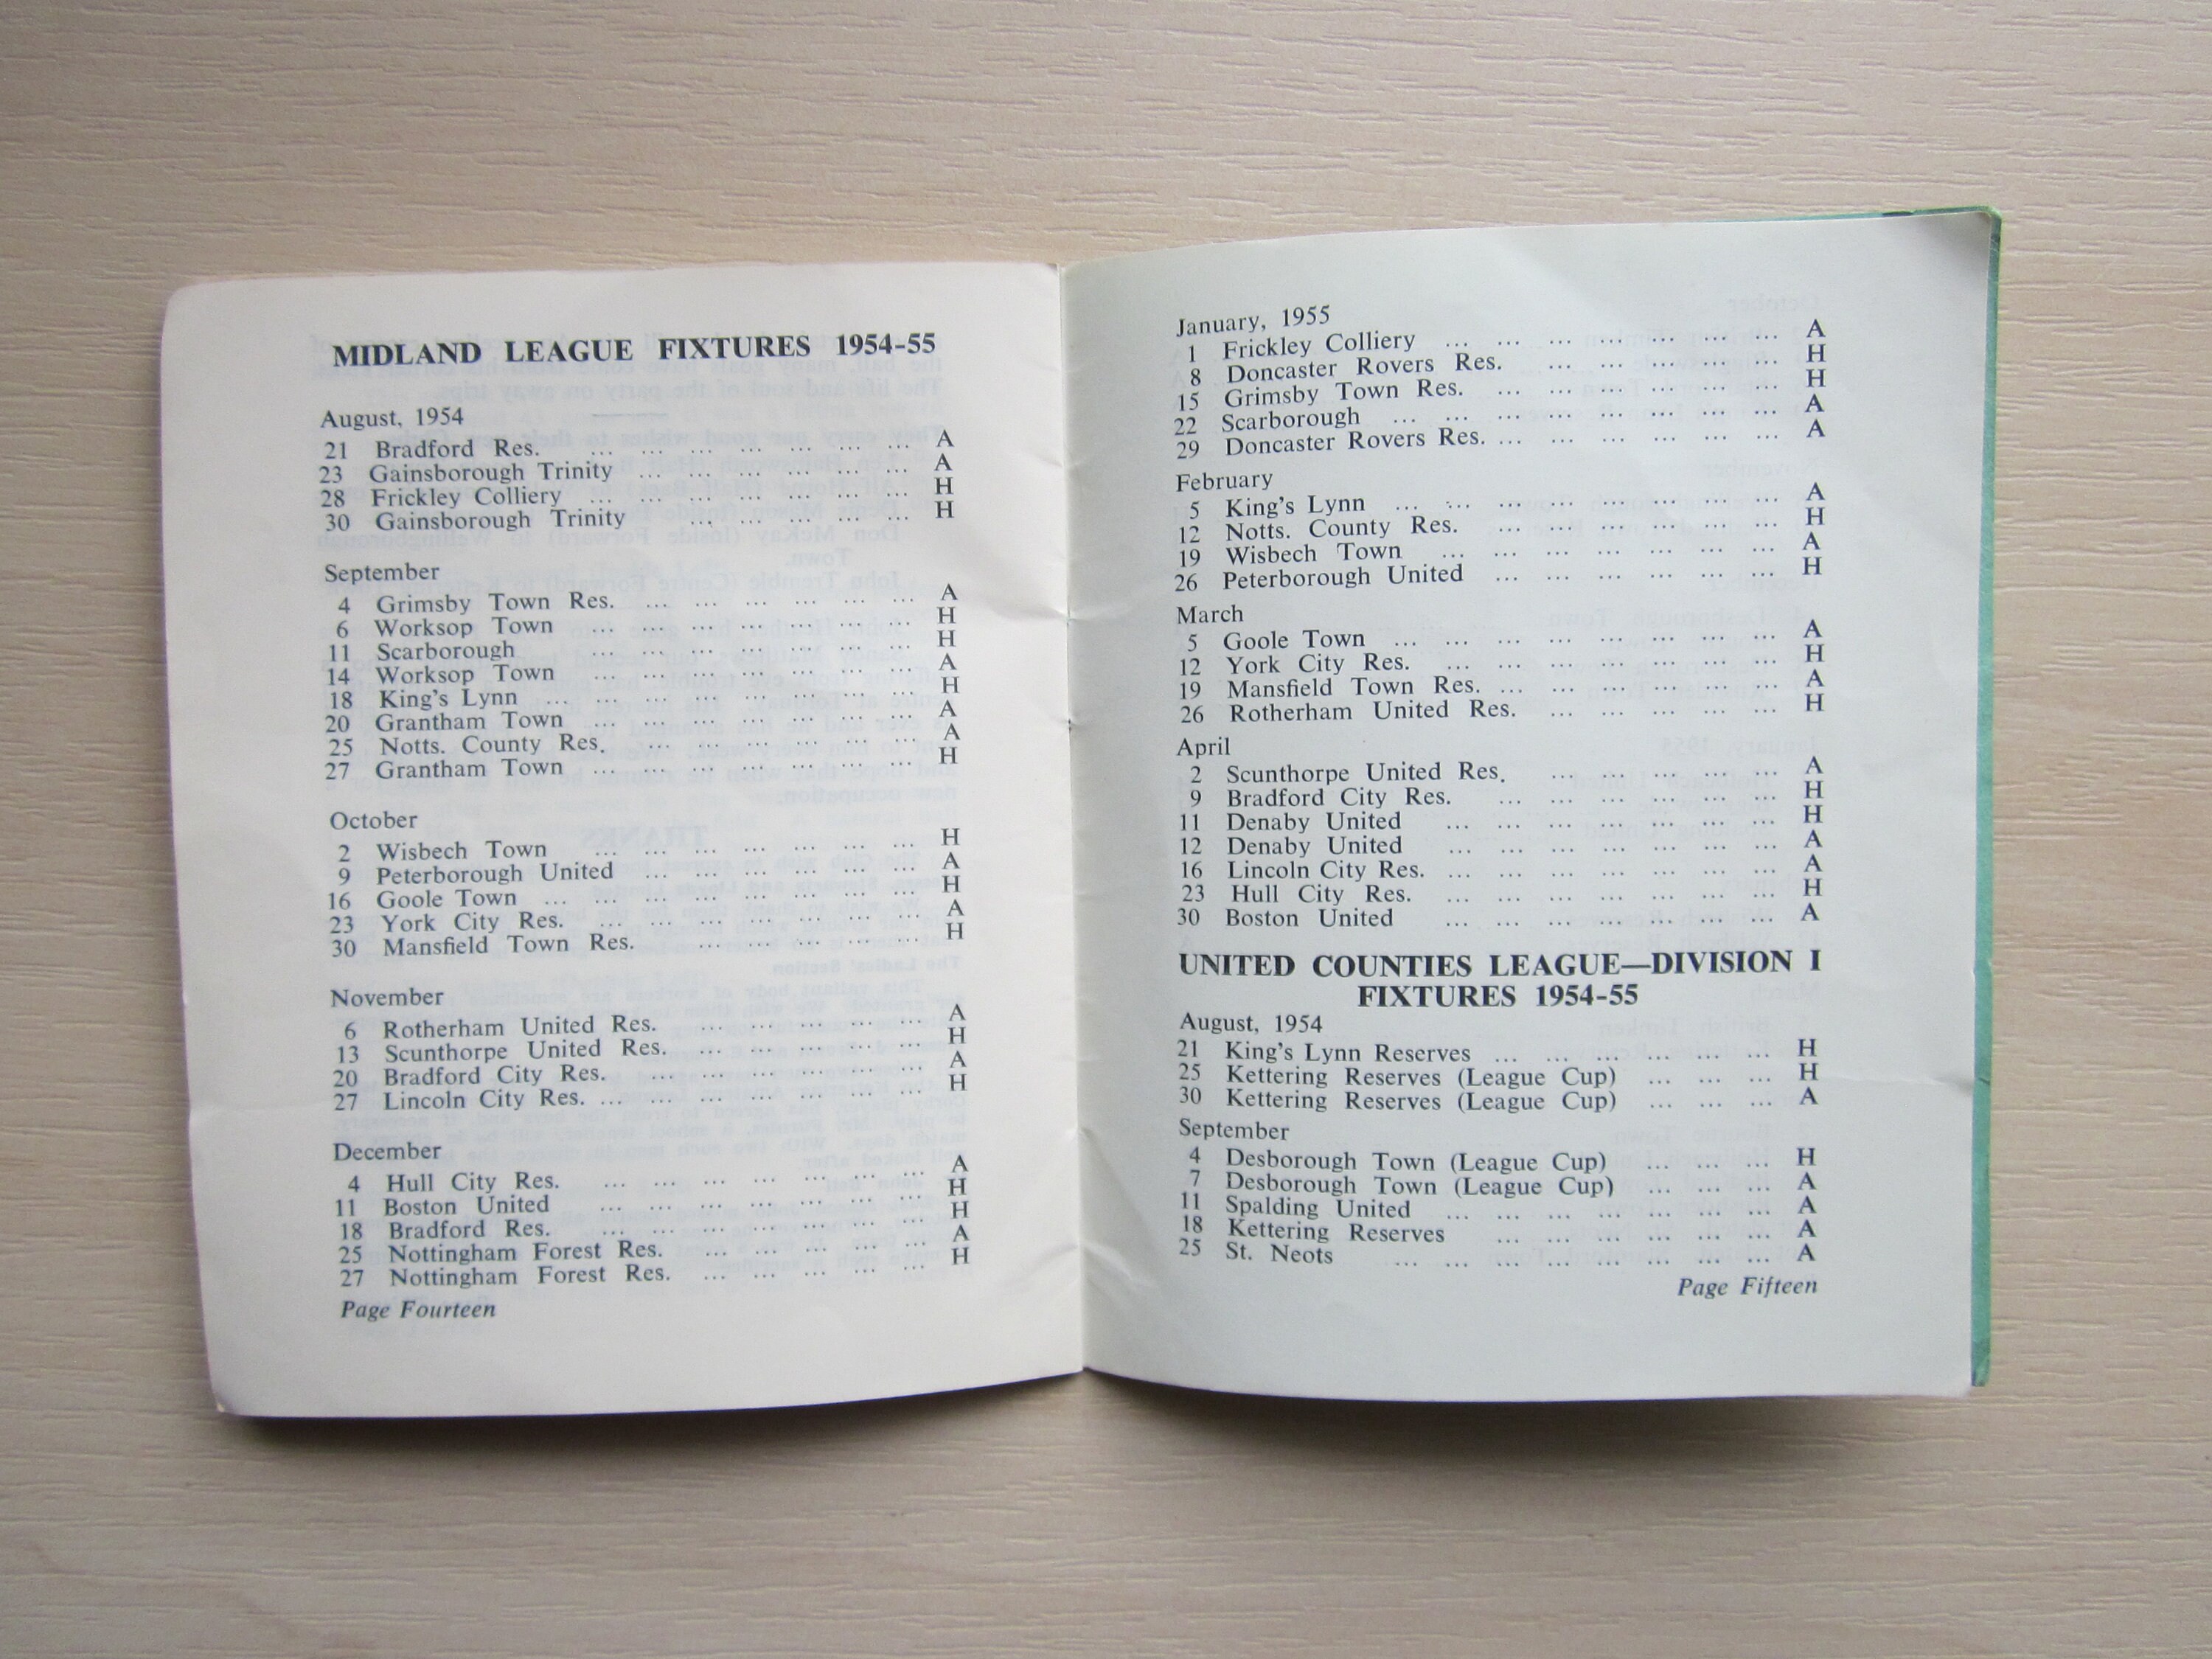 MIDLAND LEAGUE FIXTURES 1954-55
August, 1954
21 Bradford Res. ... ... ... ... ... ... ... A
23 Gainsborough Trinity ... ... ... ... ... ... A
28 Frickley Colliery ... ... ... ... ... ... ... H
30 Gainsborough Trinity ... ... ... ... ... H
September
4 Grimsby Town Res. ... ... ... ... ... ... A
6 Worksop Town ... ... ... ... ... ... ... H
11 Scarborough ... ... ... ... ... ... ... H
14 Worksop Town ... ... ... ... ... ... ... A
18 King's Lynn ... ... ... ... ... ... ... ... H
20 Grantham Town ... ... ... ... ... ... ... A
25 Notts. County Res. ... ... ... ... ... ... A
27 Grantham Town ... ... ... ... ... ... ... H
October
2 Wisbech Town ... ... ... ... ... ... ... H
9 Peterborough United ... ... ... ... ... ... A
16 Goole Town ... ... ... ... ... ... ... ... H
23 York City Res. ... ... ... ... ... ... ... A
30 Mansfield Town Res. ... ... ... ... ... H
November
6 Rotherham United Res. ... ... ... ... ... A
13 Scunthorpe United Res. ... ... ... ... ... H
20 Bradford City Res. ... ... ... ... ... ... A
27 Lincoln City Res. ... ... ... ... ... ... ... H
December
4 Hull City Res. ... ... ... ... ... ... ... A
11 Boston United ... ... ... ... ... ... ... H
18 Bradford Res. ... ... ... ... ... ... ... H
25 Nottingham Forest Res. ... ... ... ... ... A
27 Nottingham Forest Res. ... ... ... ... ... H
Page Fourteen
January, 1955
1 Frickley Colliery ... ... ... ... ... ... ... A
8 Doncaster Rovers Res. ... ... ... ... ... H
15 Grimsby Town Res. ... ... ... ... ... ... H
22 Scarborough ... ... ... ... ... ... ... ... A
29 Doncaster Rovers Res. ... ... ... ... ... ... A
February
5 King's Lynn ... ... ... ... ... ... ... ... A
12 Notts. County Res. ... ... ... ... ... ... H
19 Wisbech Town ... ... ... ... ... ... ... A
26 Peterborough United ... ... ... ... ... ... H
March
5 Goole Town ... ... ... ... ... ... ... ... A
12 York City Res. ... ... ... ... ... ... ... H
19 Mansfield Town Res. ... ... ... ... ... ... A
26 Rotherham United Res. ... ... ... ... ... H
April
2 Scunthorpe United Res. ... ... ... ... ... A
9 Bradford City Res. ... ... ... ... ... ... H
11 Denaby United ... ... ... ... ... ... ... H
12 Denaby United ... ... ... ... ... ... ... A
16 Lincoln City Res. ... ... ... ... ... ... ... A
23 Hull City Res. ... ... ... ... ... ... ... H
30 Boston United ... ... ... ... ... ... ... A
UNITED COUNTIES LEAGUE—DIVISION I
FIXTURES 1954-55
August, 1954
21 King's Lynn Reserves ... ... ... ... ... ... H
25 Kettering Reserves (League Cup) ... ... ... H
30 Kettering Reserves (League Cup) ... ... ... A
September
4 Desborough Town (League Cup) ... ... ... H
7 Desborough Town (League Cup) ... ... ... A
11 Spalding United ... ... ... ... ... ... ... A
18 Kettering Reserves ... ... ... ... ... ... A
25 St. Neots ... ... ... ... ... ... ... ... A
Page Fifteen